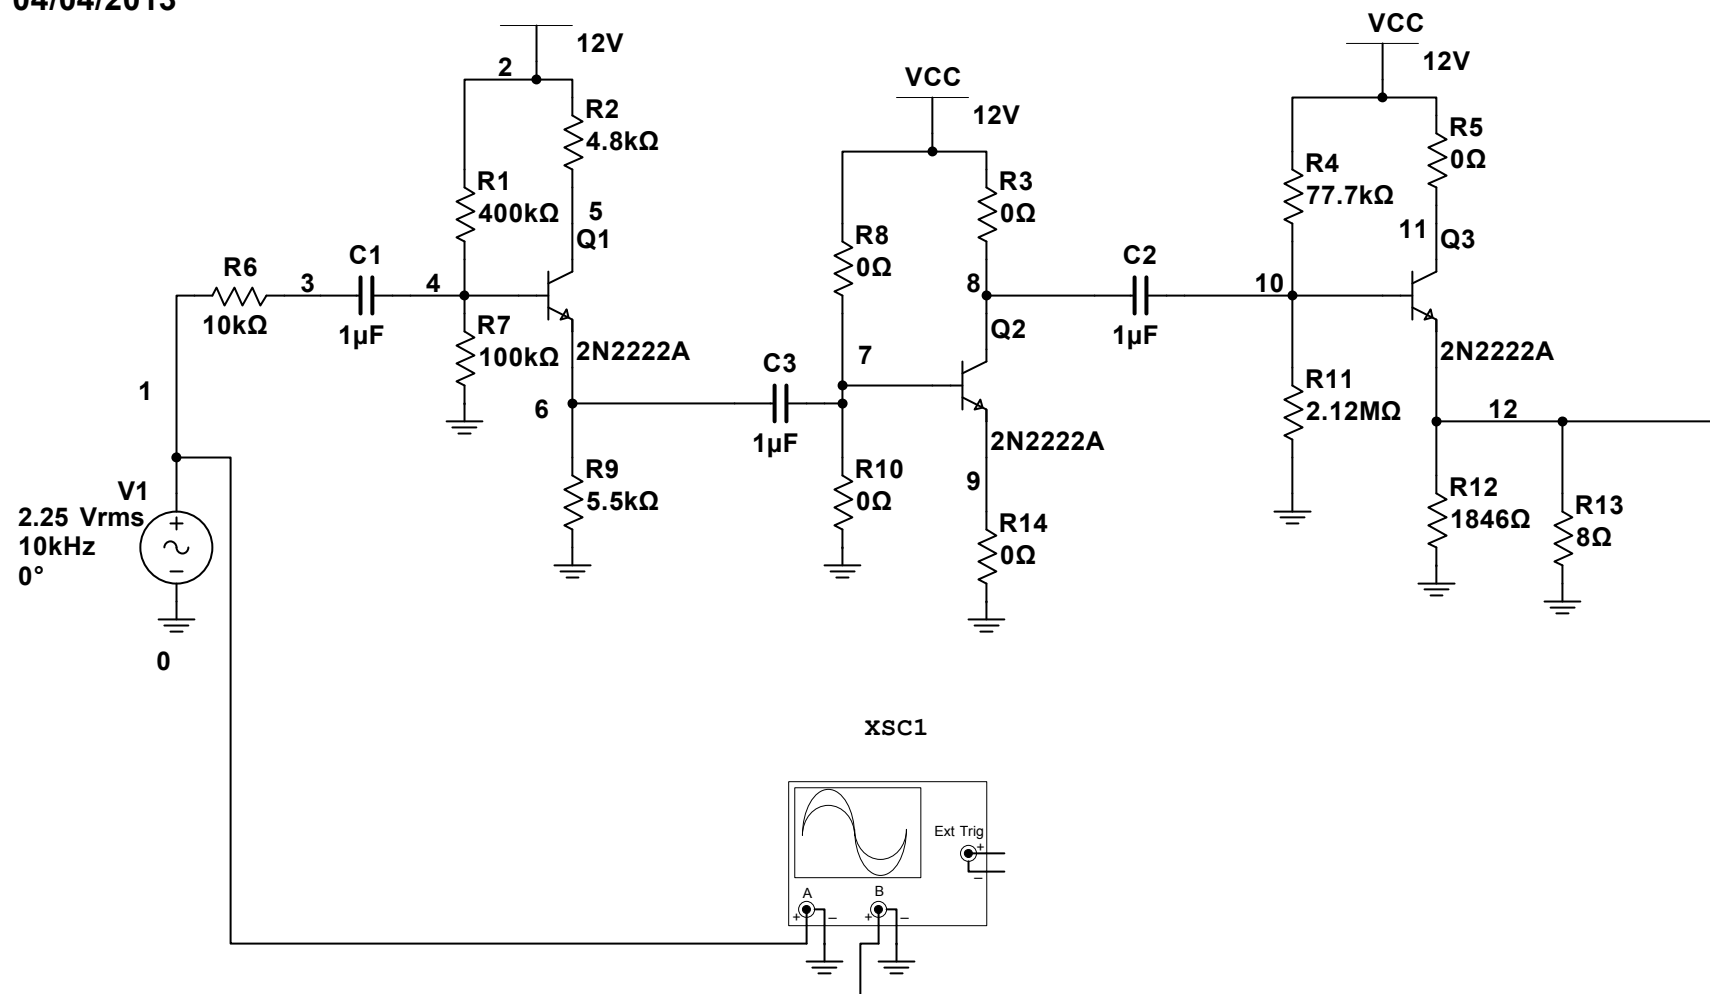 04/04/2013
12V
2
R2
4.8kΩ
R1
400kΩ
5
Q1
R6
10kΩ
3
C1
1µF
4
R7
100kΩ
2N2222A
1
6
R9
5.5kΩ
V1
2.25 Vrms
10kHz
0°
0
VCC
12V
R3
0Ω
R8
0Ω
8
Q2
C3
1µF
7
2N2222A
R10
0Ω
9
R14
0Ω
C2
1µF
VCC
12V
R5
0Ω
R4
77.7kΩ
11
Q3
10
2N2222A
R11
2.12MΩ
12
R12
1846Ω
R13
8Ω
XSC1
Ext Trig
+
–
A
B
+
–
+
–